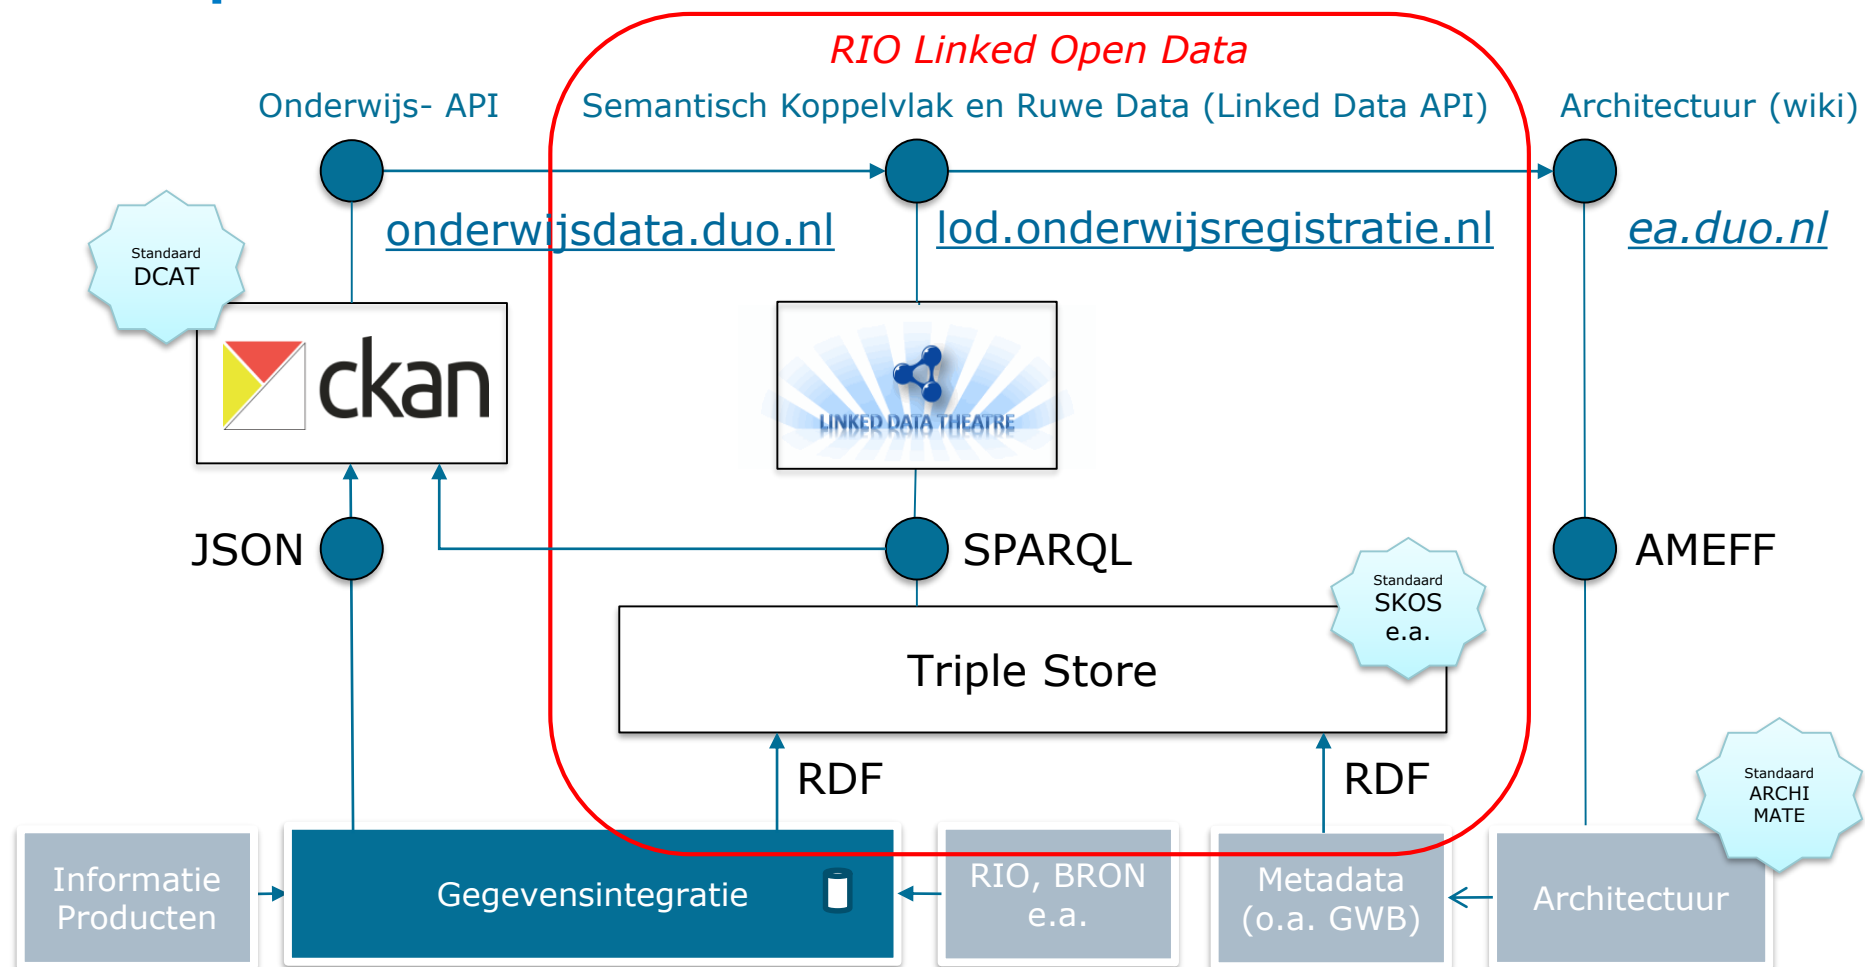 RIO Linked Open Data
Onderwijs- API
Semantisch Koppelvlak en Ruwe Data (Linked Data API)
Architectuur (wiki)
onderwijsdata.duo.nl
lod.onderwijsregistratie.nl
ea.duo.nl
Standaard
DCAT
ckan
LINKED DATA THEATRE
JSON
SPARQL
AMEFF
Standaard
SKOS
e.a.
Triple Store
RDF
RDF
Standaard
ARCHI
MATE
Informatie
Producten
Gegevensintegratie
RIO, BRON
e.a.
Metadata
(o.a. GWB)
Architectuur